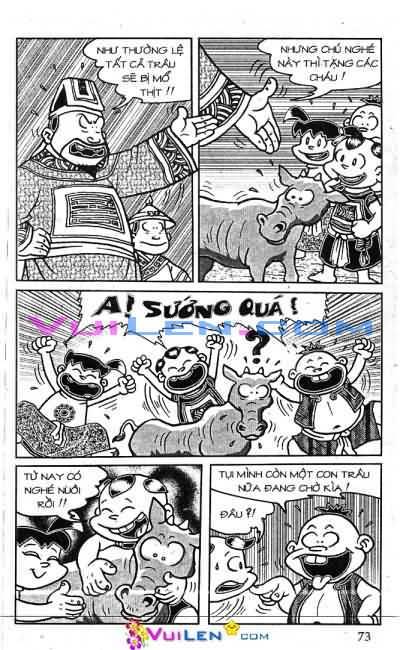 NHƯ THƯỜNG LỆ
TẤT CẢ TRÂU
SẼ BỊ MỔ
THỊT !!
NHƯNG CHÚ NGHÉ
NÀY THÌ TẶNG CÁC
CHÁU !
A! SƯỚNG QUÁ !
?
VUILEN.COM
TỪ NAY CÓ
NGHÉ NUÔI
RỒI !!
TỤI MÌNH CÒN MỘT CON TRÂU
NỮA ĐANG CHỜ KÌA !
ĐÂU ?!
VUILEN.COM
73